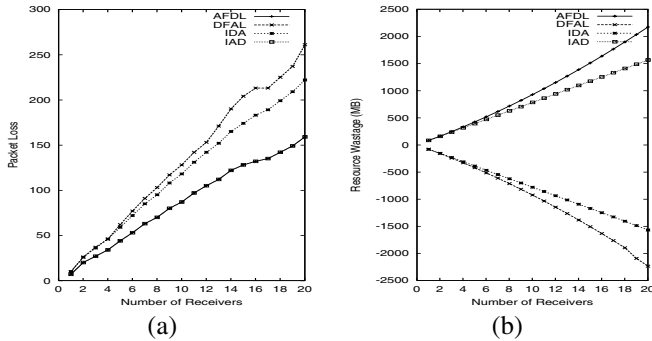 300
250
200
150
100
50
0
Packet Loss
0 2 4 6 8 10 12 14 16 18 20
Number of Receivers
AFDL
DFAL
IDA
IAD
(a)
2500
2000
1500
1000
500
0
-500
-1000
-1500
-2000
-2500
Resource Wastage (MB)
0 2 4 6 8 10 12 14 16 18 20
Number of Receivers
AFDL
DFAL
IDA
IAD
(b)